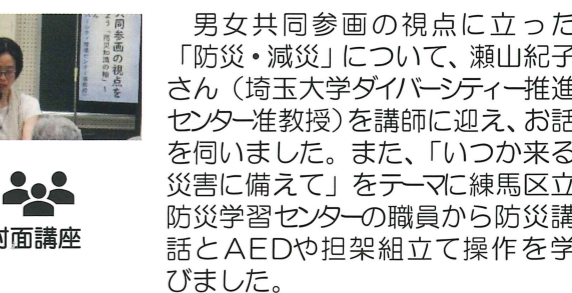 男女共同参画の視点に立った
「防災・減災」について、瀬山紀子
さん（埼玉大学ダイバーシティー推進
センター准教授）を講師に迎え、お話
を伺いました。また、「いつか来る
災害に備えて」をテーマに練馬区立
防災学習センターの職員から防災講
話とAEDや担架組立て操作を学
びました。
共同参画の視点を
対面講座